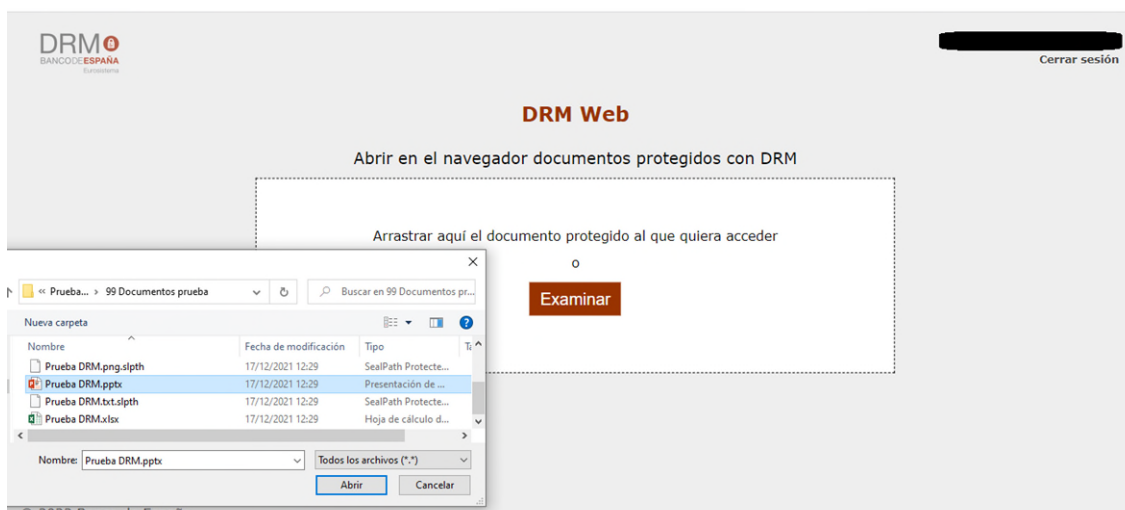 DRM
BANCODEESPAÑA
Eurosistema
Cerrar sesión
DRM Web
Abrir en el navegador documentos protegidos con DRM
Arrastrar aquí el documento protegido al que quiera acceder
o
Examinar
« Prueba... > 99 Documentos prueba
Buscar en 99 Documentos pr...
Nueva carpeta
Nombre Fecha de modificación Tipo
Prueba DRM.png.slpth 17/12/2021 12:29 SealPath Protecte...
Prueba DRM.pptx 17/12/2021 12:29 Presentación de ...
Prueba DRM.txt.slpth 17/12/2021 12:29 SealPath Protecte...
Prueba DRM.xlsx 17/12/2021 12:29 Hoja de cálculo d...
Nombre: Prueba DRM.pptx Todos los archivos (*.*)
Abrir Cancelar